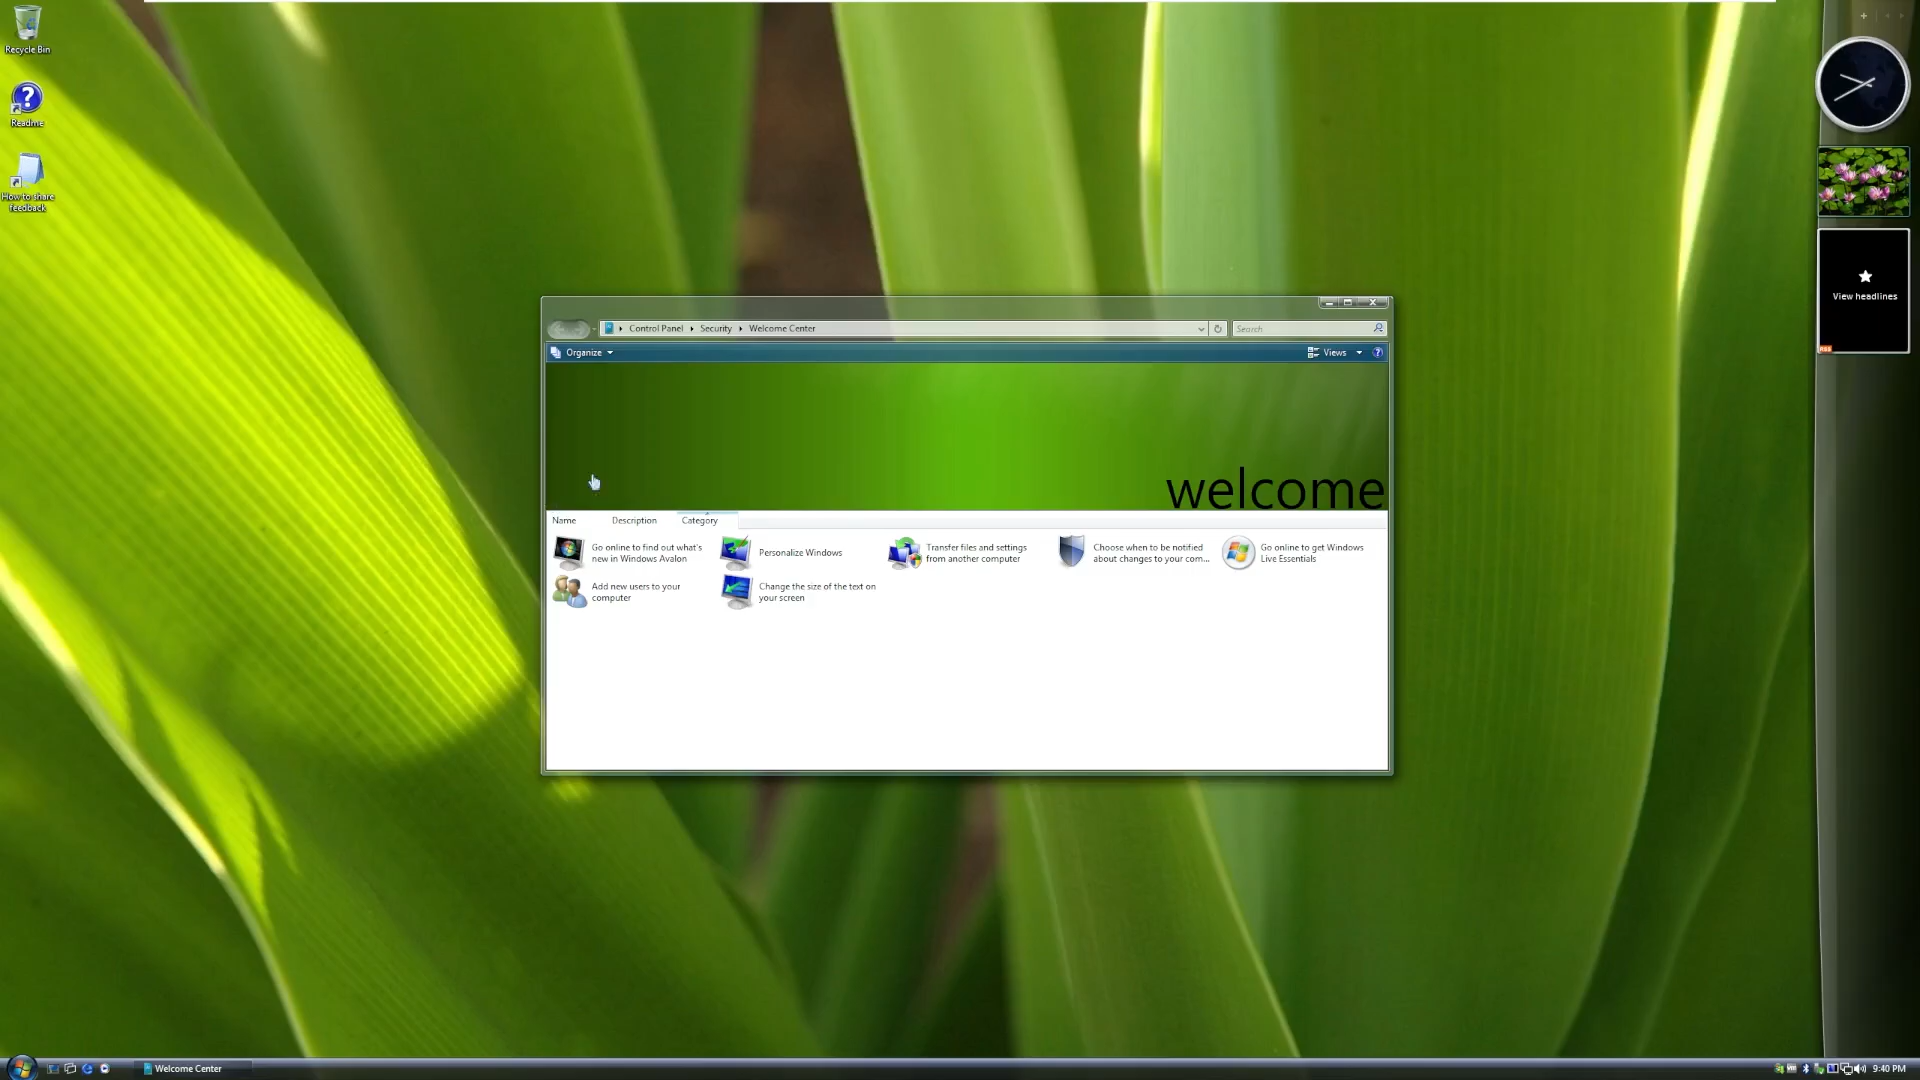 Recycle Bin
Readme
How to share
feedback
View headlines
Control Panel
Security
Welcome Center
Search
Organize
Views
welcome
Name
Description
Category
Go online to find out what's
new in Windows Avalon
Personalize Windows
Transfer files and settings
from another computer
Choose when to be notified
about changes to your com...
Go online to get Windows
Live Essentials
Add new users to your
computer
Change the size of the text on
your screen
Welcome Center
9:40 PM